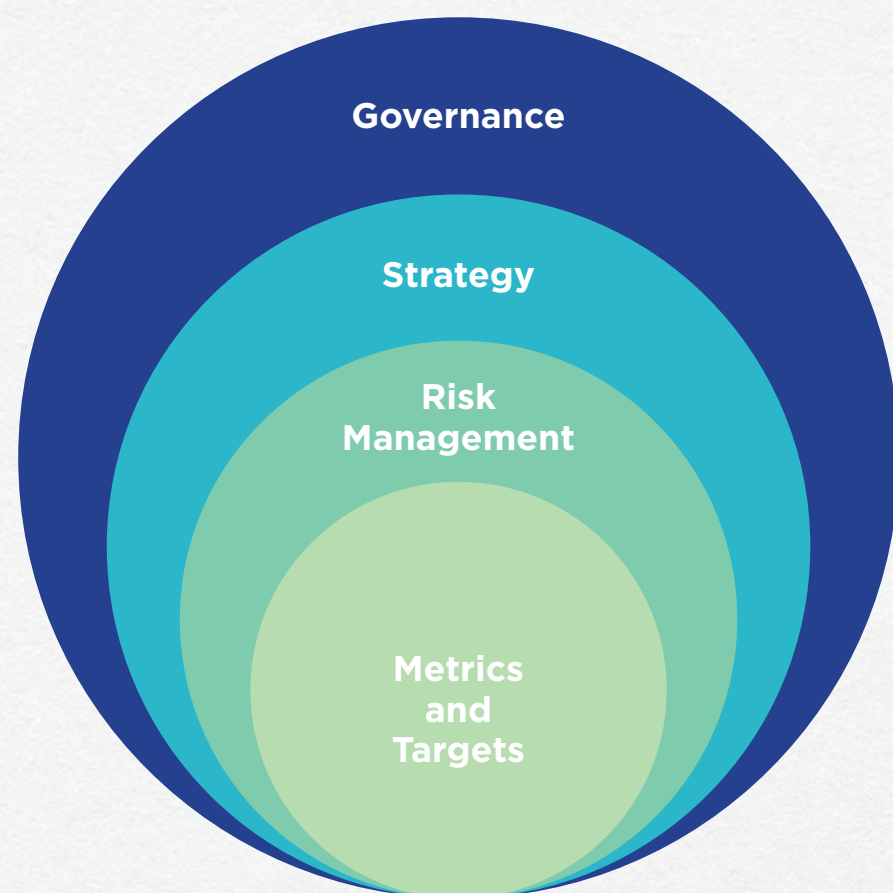 Governance
Strategy
Risk
Management
Metrics
and
Targets